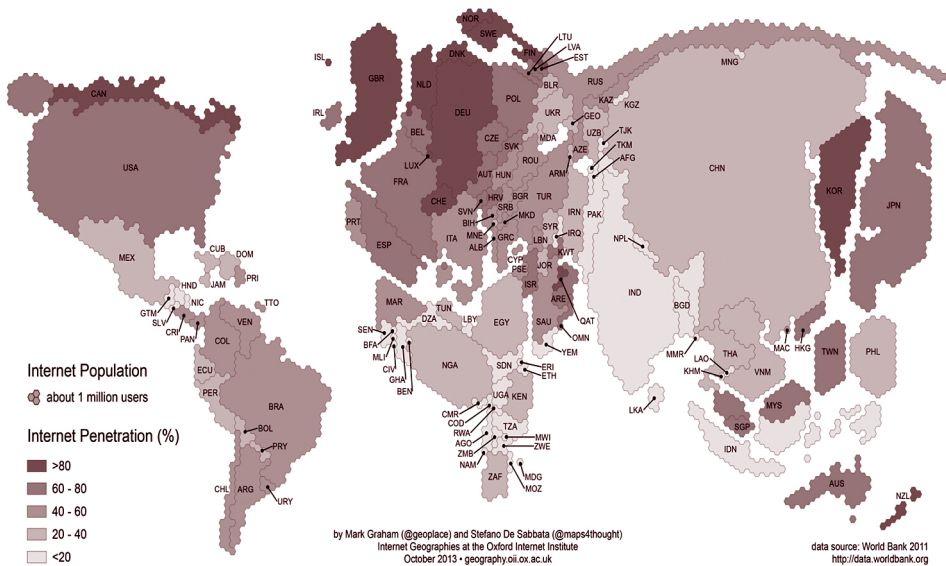 NOR
SWE
FIN
LTU
LVA
EST
ISL
DNK
MNG
CAN
GBR
NLD
RUS
BLR
KAZ
KGZ
IRL
DEU
POL
UKR
GEO
BEL
CZE
MDA
UZB
TJK
USA
SVK
AZE
TKM
LUX
ROU
AFG
FRA
AUT
HUN
ARM
CHN
CHE
HRV
BGR
TUR
KOR
JPN
SVN
SRB
IRN
PAK
PRT
BIH
MKD
SYR
MNE
ITA
GRC
LBN
IRQ
NPL
ESP
ALB
CUB
CYP
KWT
MEX
DOM
PSE
JOR
JAM
PRI
ISR
IND
HND
ARE
BGD
GTM
NIC
TTO
MAR
TUN
QAT
SLV
DZA
LBY
EGY
CRI
VEN
SEN
SAU
OMN
MAC
HKG
PAN
COL
BFA
YEM
MMR
TWN
PHL
MLI
THA
ECU
CIV
NGA
SDN
ERI
LAO
VNM
Internet Population
GHA
ETH
KHM
PER
BEN
UGA
KEN
about 1 million users
BRA
CMR
LKA
MYS
COD
SGP
BOL
RWA
TZA
Internet Penetration (%)
AGO
MWI
PRY
ZMB
ZWE
IDN
>80
NAM
60 - 80
CHL
ARG
ZAF
MDG
AUS
40 - 60
URY
MOZ
NZL
20 - 40
<20
by Mark Graham (@geoplace) and Stefano De Sabbata (@maps4thought)
Internet Geographies at the Oxford Internet Institute
October 2013 • geography.oii.ox.ac.uk
data source: World Bank 2011
http://data.worldbank.org